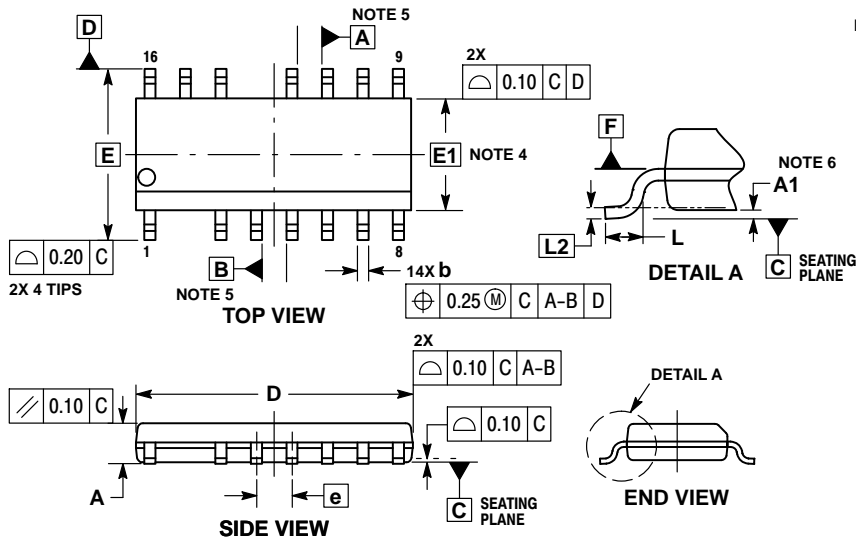 NOTE 5
D
A
16
9
2X
⌓ 0.10 C D
E
E1 NOTE 4
F
NOTE 6
A1
1
8
⌓ 0.20 C
2X 4 TIPS
B
NOTE 5
14X b
TOP VIEW
⌖ 0.25 Ⓜ C A–B D
L2
L
C SEATING
PLANE
DETAIL A
2X
⌓ 0.10 C A–B
D
// 0.10 C
⌓ 0.10 C
DETAIL A
A
e
C SEATING
PLANE
SIDE VIEW
END VIEW